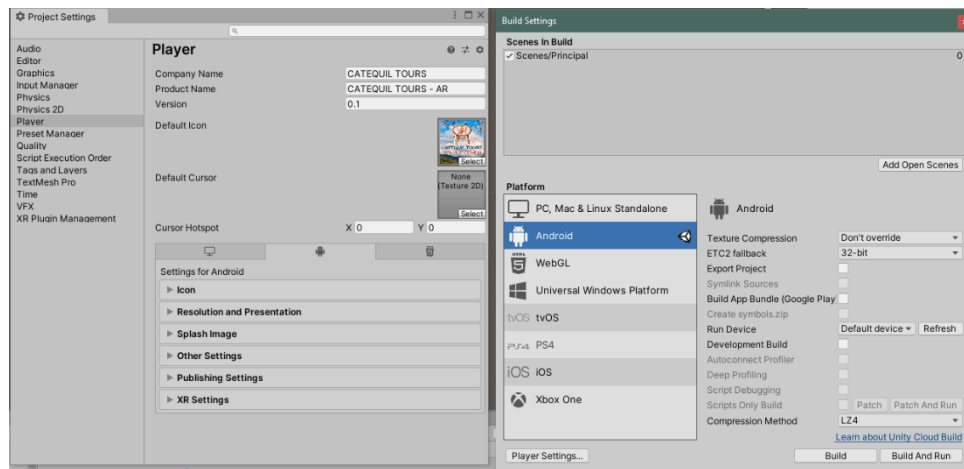 Project Settings
Audio
Editor
Graphics
Input Manager
Physics
Physics 2D
Player
Preset Manager
Quality
Script Execution Order
Tags and Layers
TextMesh Pro
Time
VFX
XR Plugin Management
Player
Company Name CATEQUIL TOURS
Product Name CATEQUIL TOURS - AR
Version 0.1
Default Icon
CATEQUIL TOURS
Select
Default Cursor
None
(Texture 2D)
Select
Cursor Hotspot X 0 Y 0
Settings for Android
Icon
Resolution and Presentation
Splash Image
Other Settings
Publishing Settings
XR Settings
Build Settings
Scenes In Build
Scenes/Principal 0
Add Open Scenes
Platform
PC, Mac & Linux Standalone
Android
HTML 5 WebGL
Universal Windows Platform
tvOS tvOS
PS4 PS4
iOS iOS
Xbox One
Android
Texture Compression Don't override
ETC2 fallback 32-bit
Export Project
Symlink Sources
Build App Bundle (Google Play
Create symbols.zip
Run Device Default device Refresh
Development Build
Autoconnect Profiler
Deep Profiling
Script Debugging
Scripts Only Build Patch Patch And Run
Compression Method LZ4
Learn about Unity Cloud Build
Player Settings... Build Build And Run